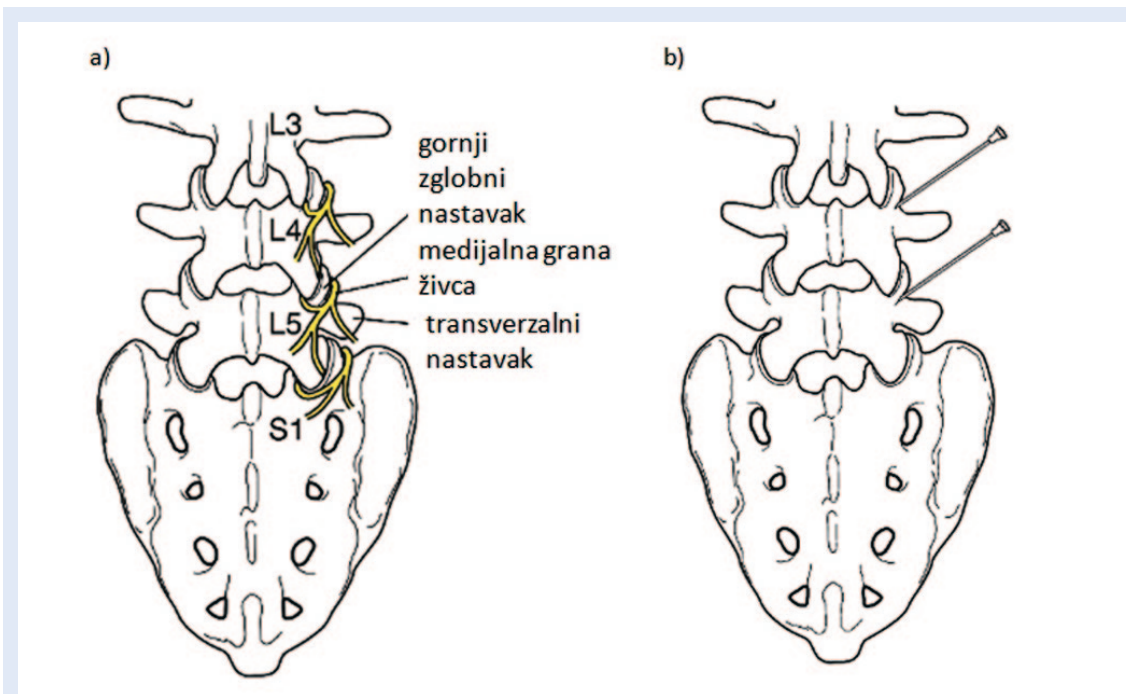 a)
b)
L3
gornji
zglobni
nastavak
L4
medijalna grana
živca
L5
transverzalni
nastavak
S1